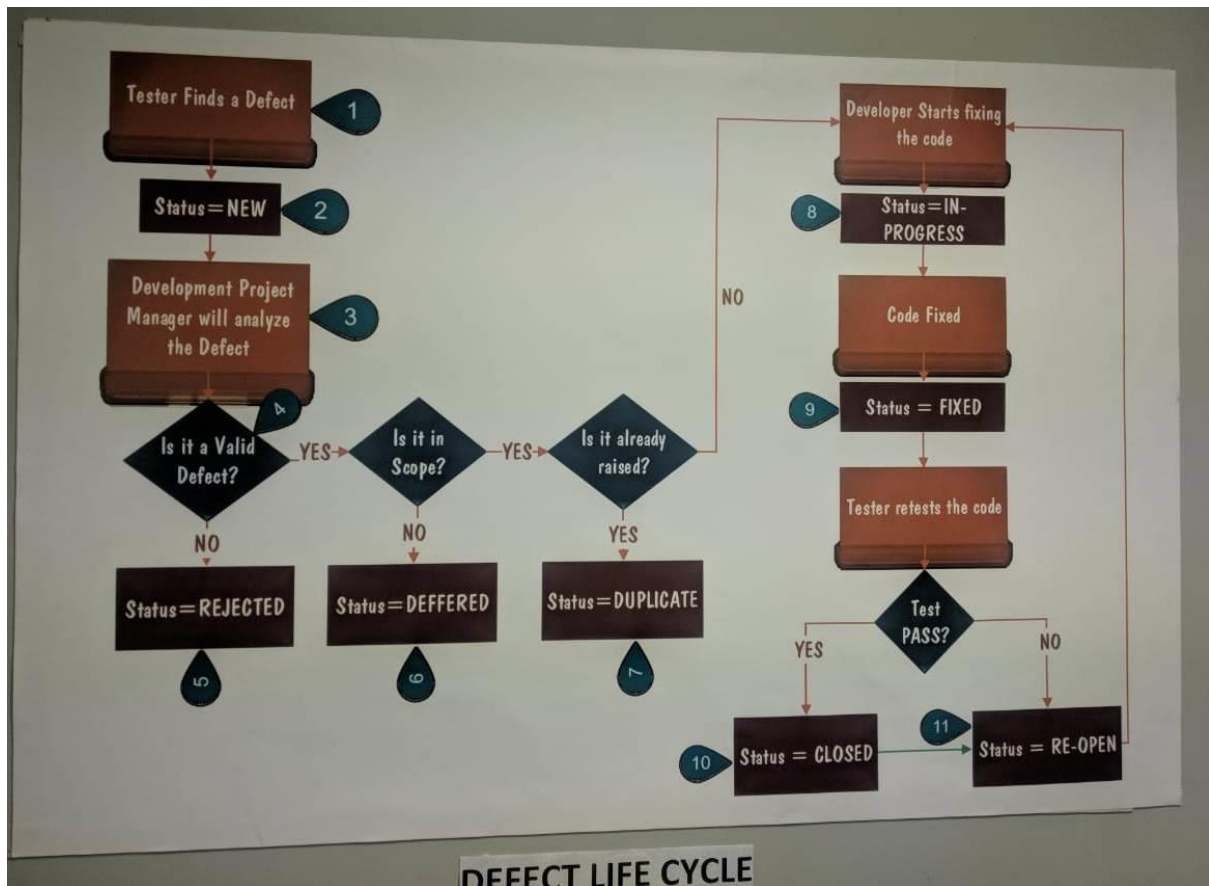 Tester Finds a Defect
1
Status=NEW
2
Development Project
Manager will analyze
the Defect
3
4
Is it a Valid
Defect?
YES
Is it in
Scope?
YES
Is it already
raised?
NO
NO
Status=REJECTED
5
NO
Status=DEFFERED
6
YES
Status=DUPLICATE
7
Developer Starts fixing
the code
8
Status=IN-
PROGRESS
Code Fixed
9
Status = FIXED
Tester retests the code
Test
PASS?
YES
NO
10
Status = CLOSED
11
Status = RE-OPEN
DEFECT LIFE CYCLE